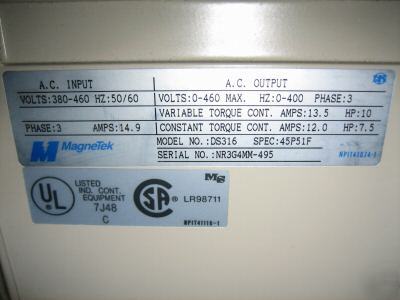 A.C. INPUT
A.C. OUTPUT
VOLTS:380-460 HZ:50/60
VOLTS:0-460 MAX. HZ:0-400 PHASE:3
VARIABLE TORQUE CONT. AMPS:13.5 HP:10
PHASE:3 AMPS:14.9
CONSTANT TORQUE CONT. AMPS:12.0 HP:7.5
MagneTek
MODEL NO.:DS316 SPEC:45P51F
SERIAL NO.:NR3G4MM-495
UL
LISTED
IND. CONT.
EQUIPMENT
7J48
C
SA
LR98711
MS